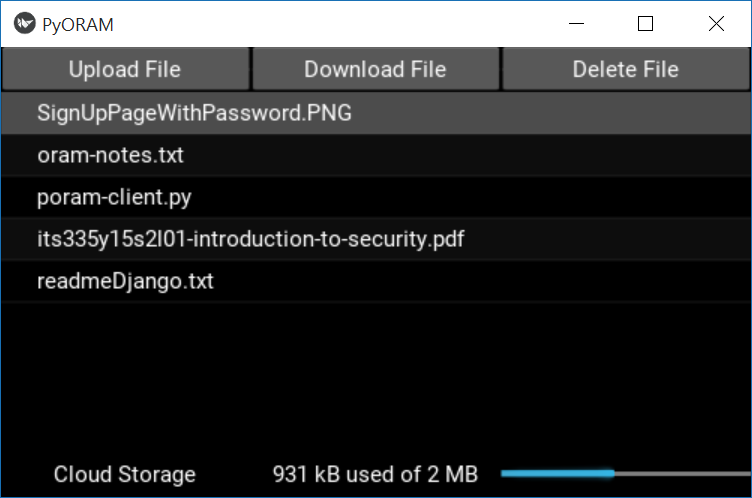 PyORAM
Upload File Download File Delete File
SignUpPageWithPassword.PNG
oram-notes.txt
poram-client.py
its335y15s2l01-introduction-to-security.pdf
readmeDjango.txt
Cloud Storage 931 kB used of 2 MB